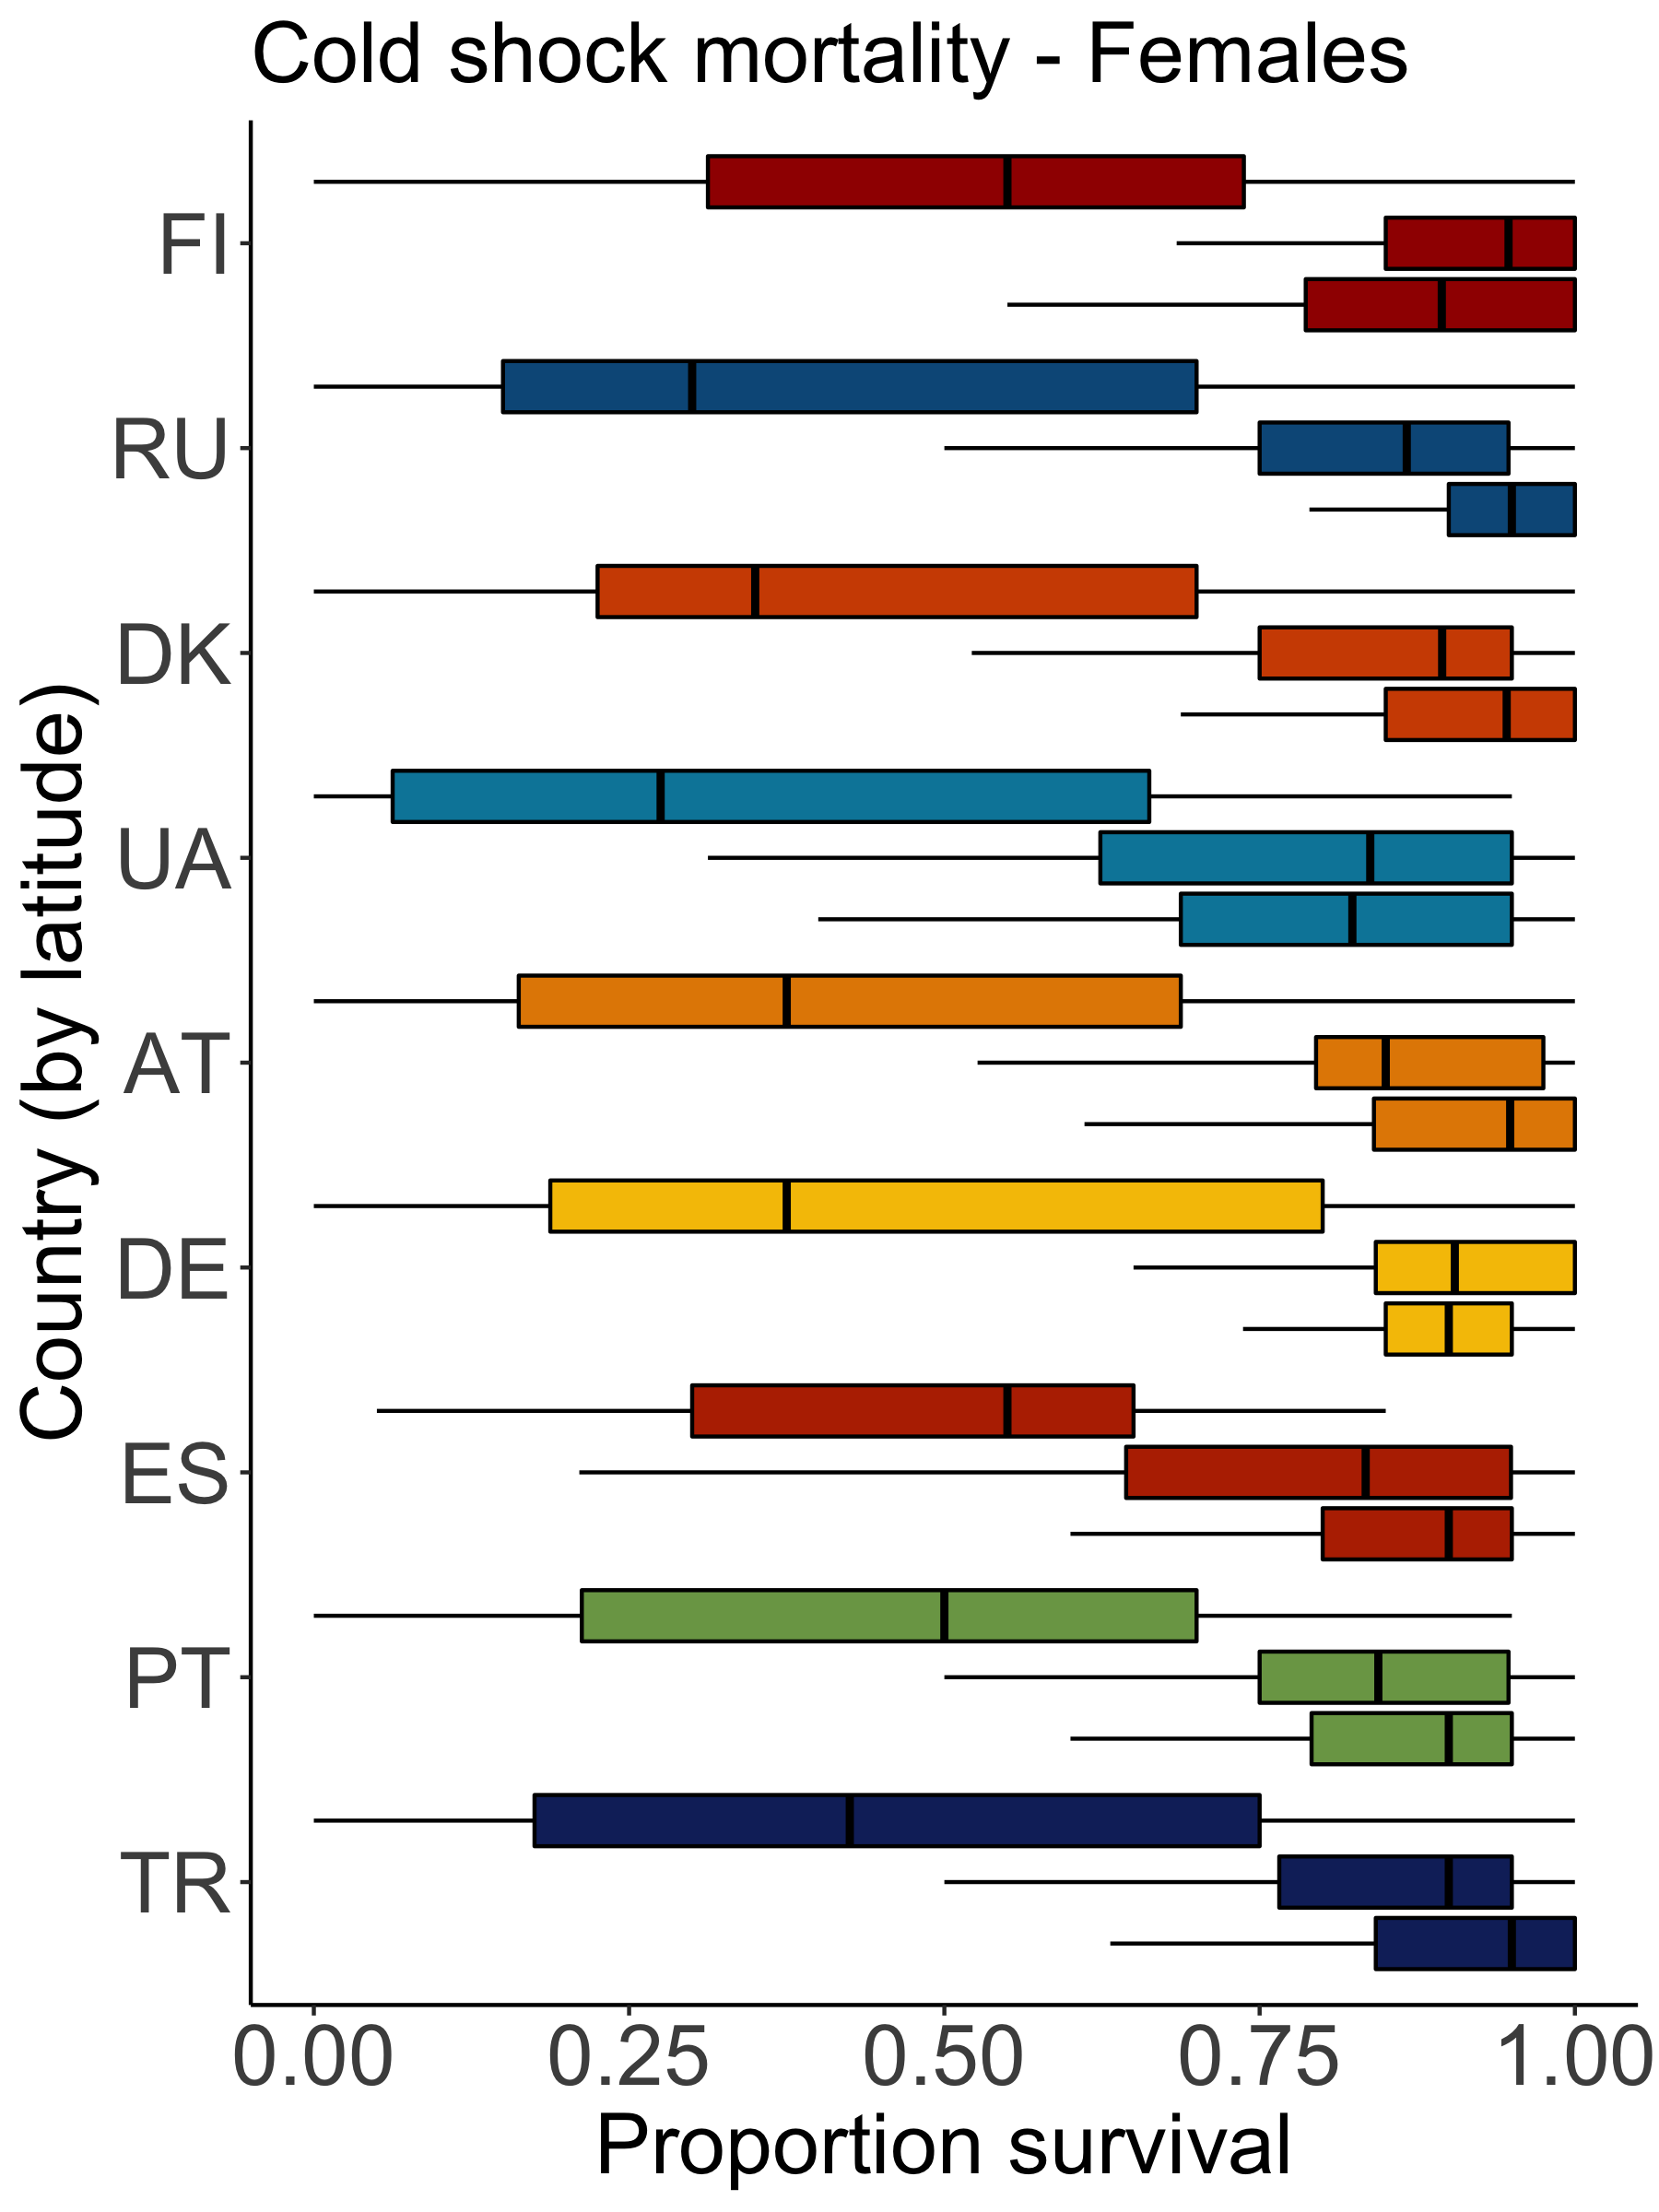 Cold shock mortality - Females
Country (by latitude)
FI
RU
DK
UA
AT
DE
ES
PT
TR
0.00 0.25 0.50 0.75 1.00
Proportion survival